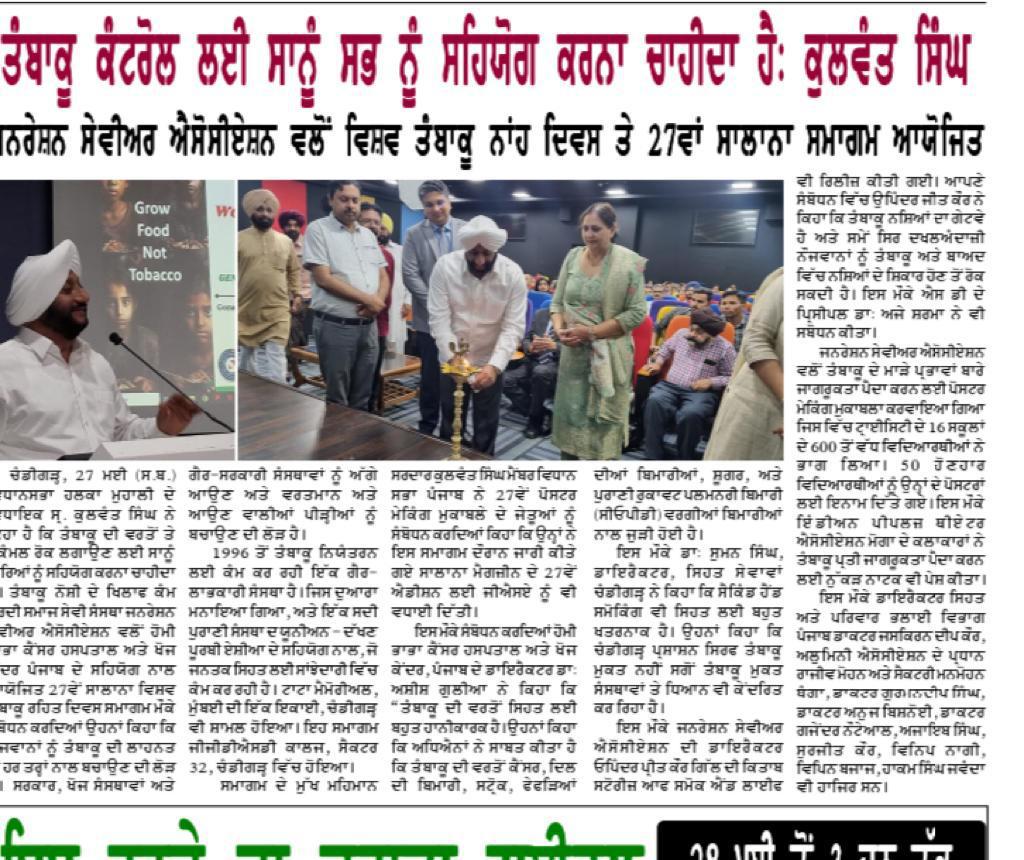 ਤੰਬਾਕੂ ਕੰਟਰੋਲ ਲਈ ਸਾਨੂੰ ਸਭ ਨੂੰ ਸਹਿਯੋਗ ਕਰਨਾ ਚਾਹੀਦਾ ਹੈ: ਕੁਲਵੰਤ ਸਿੰਘ
ਜਨਰੇਸ਼ਨ ਸੇਵੀਅਰ ਐਸੋਸੀਏਸ਼ਨ ਵਲੋਂ ਵਿਸ਼ਵ ਤੰਬਾਕੂ ਨਾਂਹ ਦਿਵਸ ਤੇ 27ਵਾਂ ਸਾਲਾਨਾ ਸਮਾਗਮ ਆਯੋਜਿਤ
Grow
Food
Not
Tobacco
ਚੰਡੀਗੜ੍ਹ, 27 ਮਈ (ਸ.ਬ.)
ਵਿਧਾਨਸਭਾ ਹਲਕਾ ਮੁਹਾਲੀ ਦੇ
ਵਿਧਾਇਕ ਸ੍ਰ. ਕੁਲਵੰਤ ਸਿੰਘ ਨੇ
ਕਿਹਾ ਹੈ ਕਿ ਤੰਬਾਕੂ ਦੀ ਵਰਤੋਂ ਤੇ
ਮੁਕੰਮਲ ਰੋਕ ਲਗਾਉਣ ਲਈ ਸਾਨੂੰ
ਸਾਰਿਆਂ ਨੂੰ ਸਹਿਯੋਗ ਕਰਨਾ ਚਾਹੀਦਾ
। ਤੰਬਾਕੂ ਨੋਸ਼ੀ ਦੇ ਖਿਲਾਫ ਕੰਮ
ਕਰਦੀ ਸਮਾਜ ਸੇਵੀ ਸੰਸਥਾ ਜਨਰੇਸ਼ਨ
ਸੇਵੀਅਰ ਐਸੋਸੀਏਸ਼ਨ ਵਲੋਂ ਹੋਮੀ
ਭਾਭਾ ਕੈਂਸਰ ਹਸਪਤਾਲ ਅਤੇ ਖੋਜ
ਕੇਂਦਰ ਪੰਜਾਬ ਦੇ ਸਹਿਯੋਗ ਨਾਲ
ਆਯੋਜਿਤ 27ਵੇਂ ਸਾਲਾਨਾ ਵਿਸ਼ਵ
ਤੰਬਾਕੂ ਰਹਿਤ ਦਿਵਸ ਸਮਾਗਮ ਮੌਕੇ
ਸੰਬੋਧਨ ਕਰਦਿਆਂ ਉਹਨਾਂ ਕਿਹਾ ਕਿ
ਨੌਜਵਾਨਾਂ ਨੂੰ ਤੰਬਾਕੂ ਦੀ ਲਾਹਨਤ
ਹਰ ਤਰ੍ਹਾਂ ਨਾਲ ਬਚਾਉਣ ਦੀ ਲੋੜ
। ਸਰਕਾਰ, ਖੋਜ ਸੰਸਥਾਵਾਂ ਅਤੇ
ਗੈਰ-ਸਰਕਾਰੀ ਸੰਸਥਾਵਾਂ ਨੂੰ ਅੱਗੇ
ਆਉਣ ਅਤੇ ਵਰਤਮਾਨ ਅਤੇ
ਆਉਣ ਵਾਲੀਆਂ ਪੀੜ੍ਹੀਆਂ ਨੂੰ
ਬਚਾਉਣ ਦੀ ਲੋੜ ਹੈ।
1996 ਤੋਂ ਤੰਬਾਕੂ ਨਿਯੰਤਰਨ
ਲਈ ਕੰਮ ਕਰ ਰਹੀ ਇੱਕ ਗੈਰ-
ਲਾਭਕਾਰੀ ਸੰਸਥਾ ਹੈ। ਜਿਸ ਦੁਆਰਾ
ਮਨਾਇਆ ਗਿਆ, ਅਤੇ ਇੱਕ ਸਦੀ
ਪੁਰਾਣੀ ਸੰਸਥਾ ਦ ਯੂਨੀਅਨ - ਦੱਖਣ
ਪੂਰਬੀ ਏਸ਼ੀਆ ਦੇ ਸਹਿਯੋਗ ਨਾਲ, ਜੋ
ਜਨਤਕ ਸਿਹਤ ਲਈ ਸਾਂਝੇਦਾਰੀ ਵਿੱਚ
ਕੰਮ ਕਰ ਰਹੀ ਹੈ। ਟਾਟਾ ਮੈਮੋਰੀਅਲ,
ਮੁੰਬਈ ਦੀ ਇੱਕ ਇਕਾਈ, ਚੰਡੀਗੜ੍ਹ
ਵੀ ਸ਼ਾਮਲ ਹੋਇਆ। ਇਹ ਸਮਾਗਮ
ਜੀਜੀਡੀਐਸਡੀ ਕਾਲਜ, ਸੈਕਟਰ
32, ਚੰਡੀਗੜ੍ਹ ਵਿੱਚ ਹੋਇਆ।
ਸਮਾਗਮ ਦੇ ਮੁੱਖ ਮਹਿਮਾਨ
ਸਰਦਾਰ ਕੁਲਵੰਤ ਸਿੰਘ ਮੈਂਬਰ ਵਿਧਾਨ
ਸਭਾ ਪੰਜਾਬ ਨੇ 27ਵੇਂ ਪੋਸਟਰ
ਮੇਕਿੰਗ ਮੁਕਾਬਲੇ ਦੇ ਜੇਤੂਆਂ ਨੂੰ
ਸੰਬੋਧਨ ਕਰਦਿਆਂ ਕਿਹਾ ਕਿ ਉਨ੍ਹਾਂ ਨੇ
ਇਸ ਸਮਾਗਮ ਦੌਰਾਨ ਜਾਰੀ ਕੀਤੇ
ਗਏ ਸਾਲਾਨਾ ਮੈਗਜ਼ੀਨ ਦੇ 27ਵੇਂ
ਐਡੀਸ਼ਨ ਲਈ ਜੀਐਸਏ ਨੂੰ ਵੀ
ਵਧਾਈ ਦਿੱਤੀ।
ਇਸ ਮੌਕੇ ਸੰਬੋਧਨ ਕਰਦਿਆਂ ਹੋਮੀ
ਭਾਭਾ ਕੈਂਸਰ ਹਸਪਤਾਲ ਅਤੇ ਖੋਜ
ਕੇਂਦਰ, ਪੰਜਾਬ ਦੇ ਡਾਇਰੈਕਟਰ ਡਾ:
ਅਸ਼ੀਸ਼ ਗੁਲੀਆ ਨੇ ਕਿਹਾ ਕਿ
“ਤੰਬਾਕੂ ਦੀ ਵਰਤੋਂ ਸਿਹਤ ਲਈ
ਬਹੁਤ ਹਾਨੀਕਾਰਕ ਹੈ। ਉਹਨਾਂ ਕਿਹਾ
ਕਿ ਅਧਿਐਨਾਂ ਨੇ ਸਾਬਤ ਕੀਤਾ ਹੈ
ਕਿ ਤੰਬਾਕੂ ਦੀ ਵਰਤੋਂ ਕੈਂਸਰ, ਦਿਲ
ਦੀ ਬਿਮਾਰੀ, ਸਟ੍ਰੋਕ, ਫੇਫੜਿਆਂ
ਦੀਆਂ ਬਿਮਾਰੀਆਂ, ਸ਼ੂਗਰ, ਅਤੇ
ਪੁਰਾਣੀ ਰੁਕਾਵਟ ਪਲਮਨਰੀ ਬਿਮਾਰੀ
(ਸੀਓਪੀਡੀ) ਵਰਗੀਆਂ ਬਿਮਾਰੀਆਂ
ਨਾਲ ਜੁੜੀ ਹੋਈ ਹੈ।
ਇਸ ਮੌਕੇ ਡਾ: ਸੁਮਨ ਸਿੰਘ,
ਡਾਇਰੈਕਟਰ, ਸਿਹਤ ਸੇਵਾਵਾਂ
ਚੰਡੀਗੜ੍ਹ ਨੇ ਕਿਹਾ ਕਿ ਸੈਕਿੰਡ ਹੈਂਡ
ਸਮੋਕਿੰਗ ਵੀ ਸਿਹਤ ਲਈ ਬਹੁਤ
ਖਤਰਨਾਕ ਹੈ। ਉਹਨਾਂ ਕਿਹਾ ਕਿ
ਚੰਡੀਗੜ੍ਹ ਪ੍ਰਸ਼ਾਸਨ ਸਿਰਫ ਤੰਬਾਕੂ
ਮੁਕਤ ਨਹੀਂ ਸਗੋਂ ਤੰਬਾਕੂ ਮੁਕਤ
ਸੰਸਥਾਵਾਂ ਤੇ ਧਿਆਨ ਵੀ ਕੇਂਦਰਿਤ
ਕਰ ਰਿਹਾ ਹੈ।
ਇਸ ਮੌਕੇ ਜਨਰੇਸ਼ਨ ਸੇਵੀਅਰ
ਐਸੋਸੀਏਸ਼ਨ ਦੀ ਡਾਇਰੈਕਟਰ
ਓਪਿੰਦਰ ਪ੍ਰੀਤ ਕੌਰ ਗਿੱਲ ਦੀ ਕਿਤਾਬ
ਸਟੋਰੀਜ਼ ਆਫ ਸਮੋਕ ਐਂਡ ਲਾਈਵ
ਵੀ ਰਿਲੀਜ਼ ਕੀਤੀ ਗਈ। ਆਪਣੇ
ਸੰਬੋਧਨ ਵਿੱਚ ਉਪਿੰਦਰ ਜੀਤ ਕੌਰ ਨੇ
ਕਿਹਾ ਕਿ ਤੰਬਾਕੂ ਨਸ਼ਿਆਂ ਦਾ ਗੇਟਵੇ
ਹੈ ਅਤੇ ਸਮੇਂ ਸਿਰ ਦਖਲਅੰਦਾਜ਼ੀ
ਨੌਜਵਾਨਾਂ ਨੂੰ ਤੰਬਾਕੂ ਅਤੇ ਬਾਅਦ
ਵਿੱਚ ਨਸ਼ਿਆਂ ਦੇ ਸ਼ਿਕਾਰ ਹੋਣ ਤੋਂ ਰੋਕ
ਸਕਦੀ ਹੈ। ਇਸ ਮੌਕੇ ਐਸ ਡੀ ਦੇ
ਪ੍ਰਿੰਸੀਪਲ ਡਾ: ਅਜੇ ਸ਼ਰਮਾ ਨੇ ਵੀ
ਸੰਬੋਧਨ ਕੀਤਾ।
ਜਨਰੇਸ਼ਨ ਸੇਵੀਅਰ ਐਸੋਸੀਏਸ਼ਨ
ਵਲੋਂ ਤੰਬਾਕੂ ਦੇ ਮਾੜੇ ਪ੍ਰਭਾਵਾਂ ਬਾਰੇ
ਜਾਗਰੂਕਤਾ ਪੈਦਾ ਕਰਨ ਲਈ ਪੋਸਟਰ
ਮੇਕਿੰਗ ਮੁਕਾਬਲਾ ਕਰਵਾਇਆ ਗਿਆ
ਜਿਸ ਵਿੱਚ ਟ੍ਰਾਈਸਿਟੀ ਦੇ 16 ਸਕੂਲਾਂ
ਦੇ 600 ਤੋਂ ਵੱਧ ਵਿਦਿਆਰਥੀਆਂ ਨੇ
ਭਾਗ ਲਿਆ। 50 ਹੋਣਹਾਰ
ਵਿਦਿਆਰਥੀਆਂ ਨੂੰ ਉਨ੍ਹਾਂ ਦੇ ਪੋਸਟਰਾਂ
ਲਈ ਇਨਾਮ ਦਿੱਤੇ ਗਏ। ਇਸ ਮੌਕੇ
ਇੰਡੀਅਨ ਪੀਪਲਜ਼ ਥੀਏਟਰ
ਐਸੋਸੀਏਸ਼ਨ ਮੋਗਾ ਦੇ ਕਲਾਕਾਰਾਂ ਨੇ
ਤੰਬਾਕੂ ਪ੍ਰਤੀ ਜਾਗਰੂਕਤਾ ਪੈਦਾ ਕਰਨ
ਲਈ ਨੁੱਕੜ ਨਾਟਕ ਵੀ ਪੇਸ਼ ਕੀਤਾ।
ਇਸ ਮੌਕੇ ਡਾਇਰੈਕਟਰ ਸਿਹਤ
ਅਤੇ ਪਰਿਵਾਰ ਭਲਾਈ ਵਿਭਾਗ
ਪੰਜਾਬ ਡਾਕਟਰ ਜਸਕਿਰਨ ਦੀਪ ਕੌਰ,
ਅਲੂਮਿਨੀ ਐਸੋਸੀਏਸ਼ਨ ਦੇ ਪ੍ਰਧਾਨ
ਰਾਜੀਵ ਮੋਹਨ ਅਤੇ ਸੈਕਟਰੀ ਮਨਮੋਹਨ
ਥੰਗਾ, ਡਾਕਟਰ ਗੁਰਮਨਦੀਪ ਸਿੰਘ,
ਡਾਕਟਰ ਅਨੁਜ ਬਿਸ਼ਨੋਈ, ਡਾਕਟਰ
ਗਜੇਂਦਰ ਨੌਟਿਆਲ, ਅਜਾਇਬ ਸਿੰਘ,
ਸੁਰਜੀਤ ਕੌਰ, ਵਿਨਿਪ ਨਾਗੀ,
ਵਿਪਿਨ ਬਜਾਜ, ਹਾਕਮ ਸਿੰਘ ਜਵੰਦਾ
ਵੀ ਹਾਜਿਰ ਸਨ।